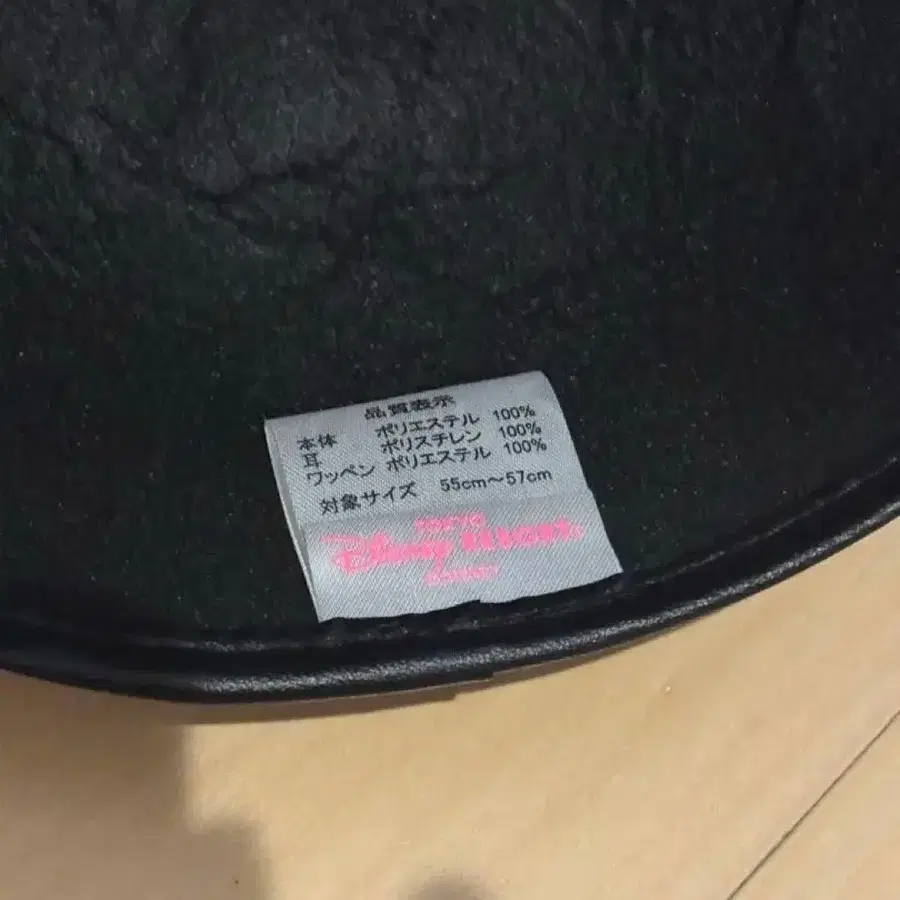 品質表示
本体 ポリエステル 100%
耳 ポリスチレン 100%
ワッペン ポリエステル 100%
対象サイズ 55cm～57cm
TOKYO
Disney RESORT